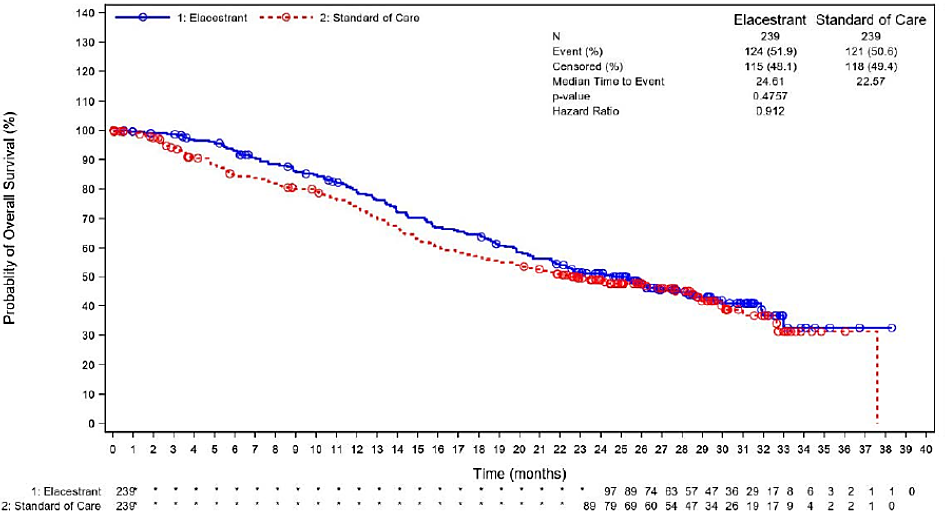 1: Elacestrant 2: Standard of Care
Elacestrant Standard of Care
N 239 239
Event (%) 124 (51.9) 121 (50.6)
Censored (%) 115 (48.1) 118 (49.4)
Median Time to Event 24.61 22.57
p-value 0.4757
Hazard Ratio 0.912
Probablity of Overall Survival (%)
140
130
120
110
100
90
80
70
60
50
40
30
20
10
0
0 1 2 3 4 5 6 7 8 9 10 11 12 13 14 15 16 17 18 19 20 21 22 23 24 25 26 27 28 29 30 31 32 33 34 35 36 37 38 39 40
Time (months)
1: Elacestrant 239 * * * * * * * * * * * * * * * * * * * * * * * 97 89 74 63 57 47 36 29 17 8 6 3 2 1 1 0
2: Standard of Care 239 * * * * * * * * * * * * * * * * * * * * * * 89 79 69 60 54 47 34 26 19 17 9 4 2 2 1 0